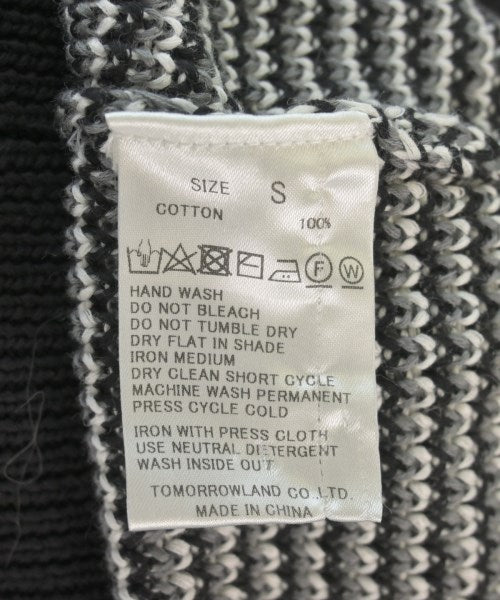 SIZE S
COTTON 100%
F W
HAND WASH
DO NOT BLEACH
DO NOT TUMBLE DRY
DRY FLAT IN SHADE
IRON MEDIUM
DRY CLEAN SHORT CYCLE
MACHINE WASH PERMANENT
PRESS CYCLE COLD
IRON WITH PRESS CLOTH
USE NEUTRAL DETERGENT
WASH INSIDE OUT
TOMORROWLAND CO.,LTD.
MADE IN CHINA